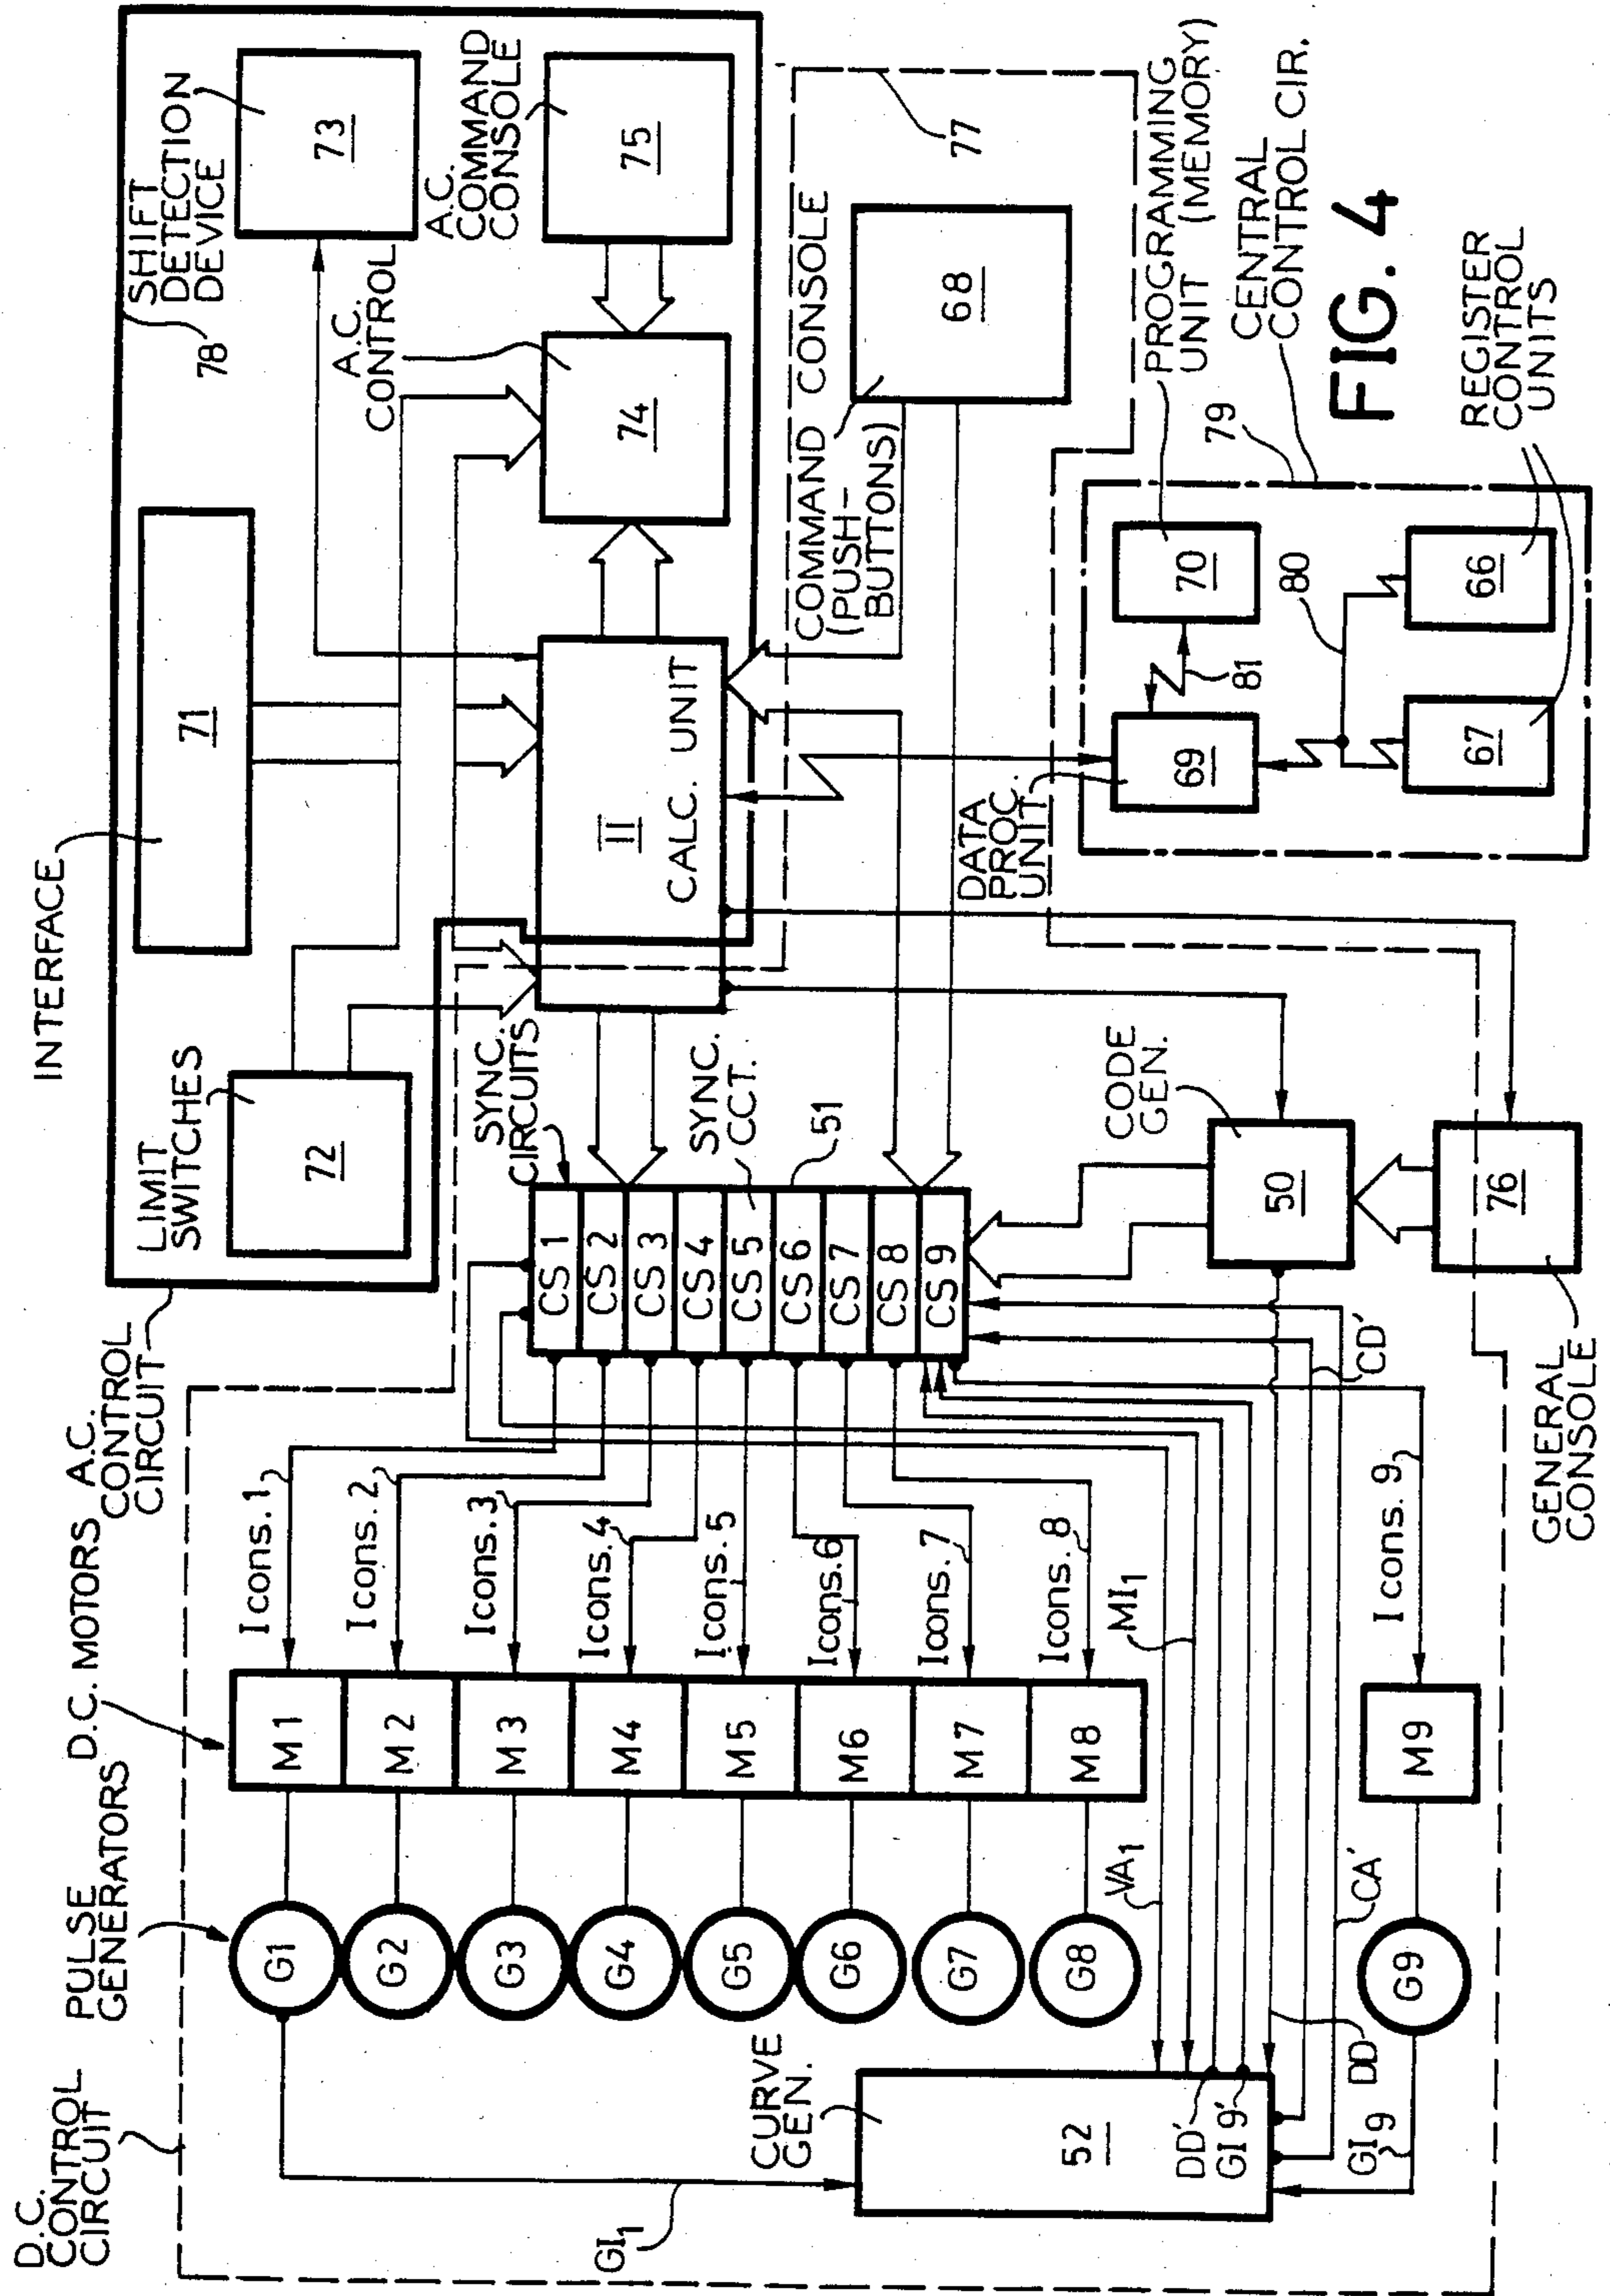 D.C.
CONTROL
CIRCUIT
PULSE
GENERATORS
D.C. MOTORS
A.C.
CONTROL
CIRCUIT
LIMIT
SWITCHES
INTERFACE
78
SHIFT
DETECTION
DEVICE
72
71
73
A.C.
CONTROL
A.C.
COMMAND
CONSOLE
74
75
SYNC.
CIRCUITS
11
CALC. UNIT
GI1
G1
G2
G3
G4
G5
G6
G7
G8
G9
M1
M2
M3
M4
M5
M6
M7
M8
M9
I cons.1
I cons. 2
I cons. 3
I cons. 4
I cons. 5
I cons. 6
I cons. 7
I cons. 8
I cons. 9
CS 1
CS 2
CS 3
CS 4
CS 5
CS 6
CS 7
CS 8
CS 9
SYNC.
CCT.
51
COMMAND CONSOLE
(PUSH-
BUTTONS)
68
77
CURVE
GEN.
52
VA1
MI1
DD'
GI 9'
DD
GI9
CA'
CD'
CODE
GEN.
50
76
GENERAL
CONSOLE
DATA
PROC.
UNIT
69
70
81
80
67
66
79
PROGRAMMING
UNIT (MEMORY)
CENTRAL
CONTROL CIR.
REGISTER
CONTROL
UNITS
FIG. 4